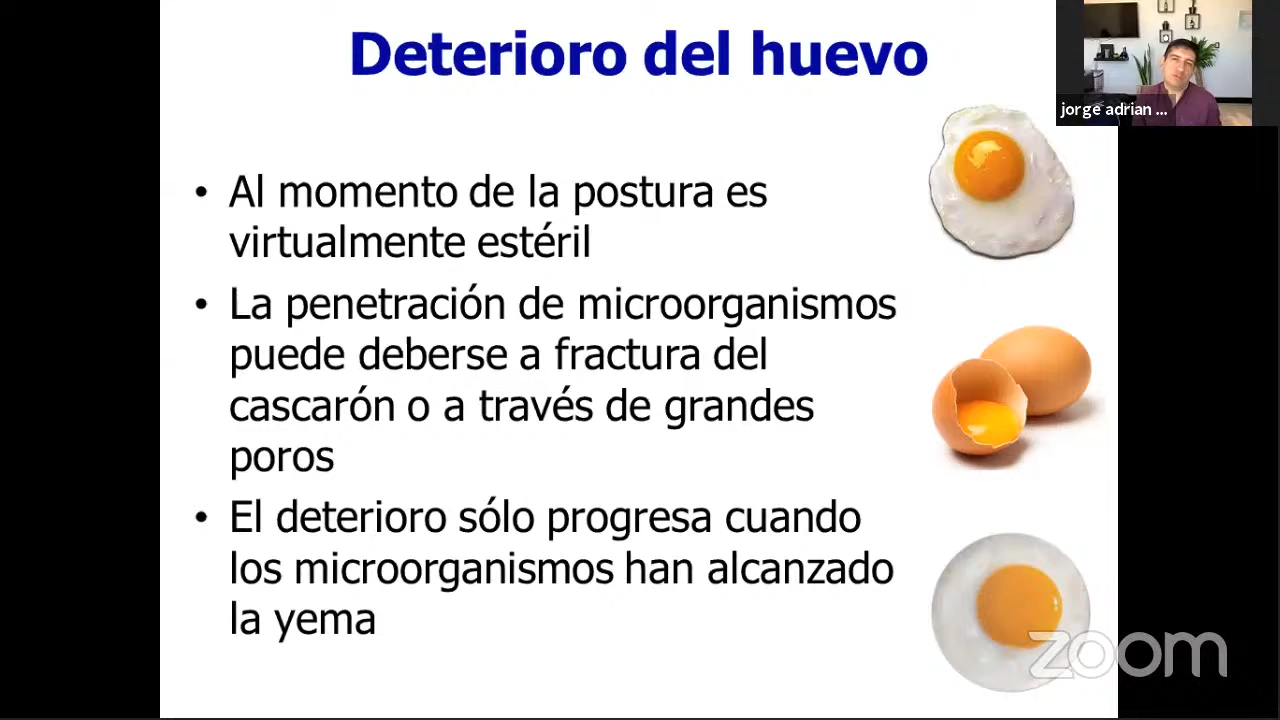 Deterioro del huevo
jorge adrian ...
• Al momento de la postura es
virtualmente estéril
• La penetración de microorganismos
puede deberse a fractura del
cascarón o a través de grandes
poros
• El deterioro sólo progresa cuando
los microorganismos han alcanzado
la yema
zoom